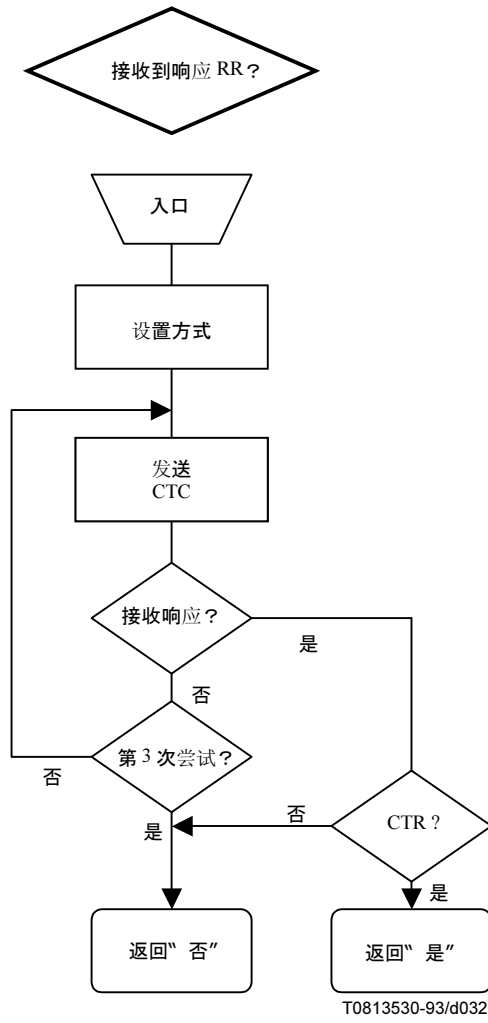 接收到响应 RR？
入口
设置方式
发送
CTC
接收响应？
是
否
第 3 次尝试？
否
否
CTR？
是
是
返回“否”
返回“是”
T0813530-93/d032